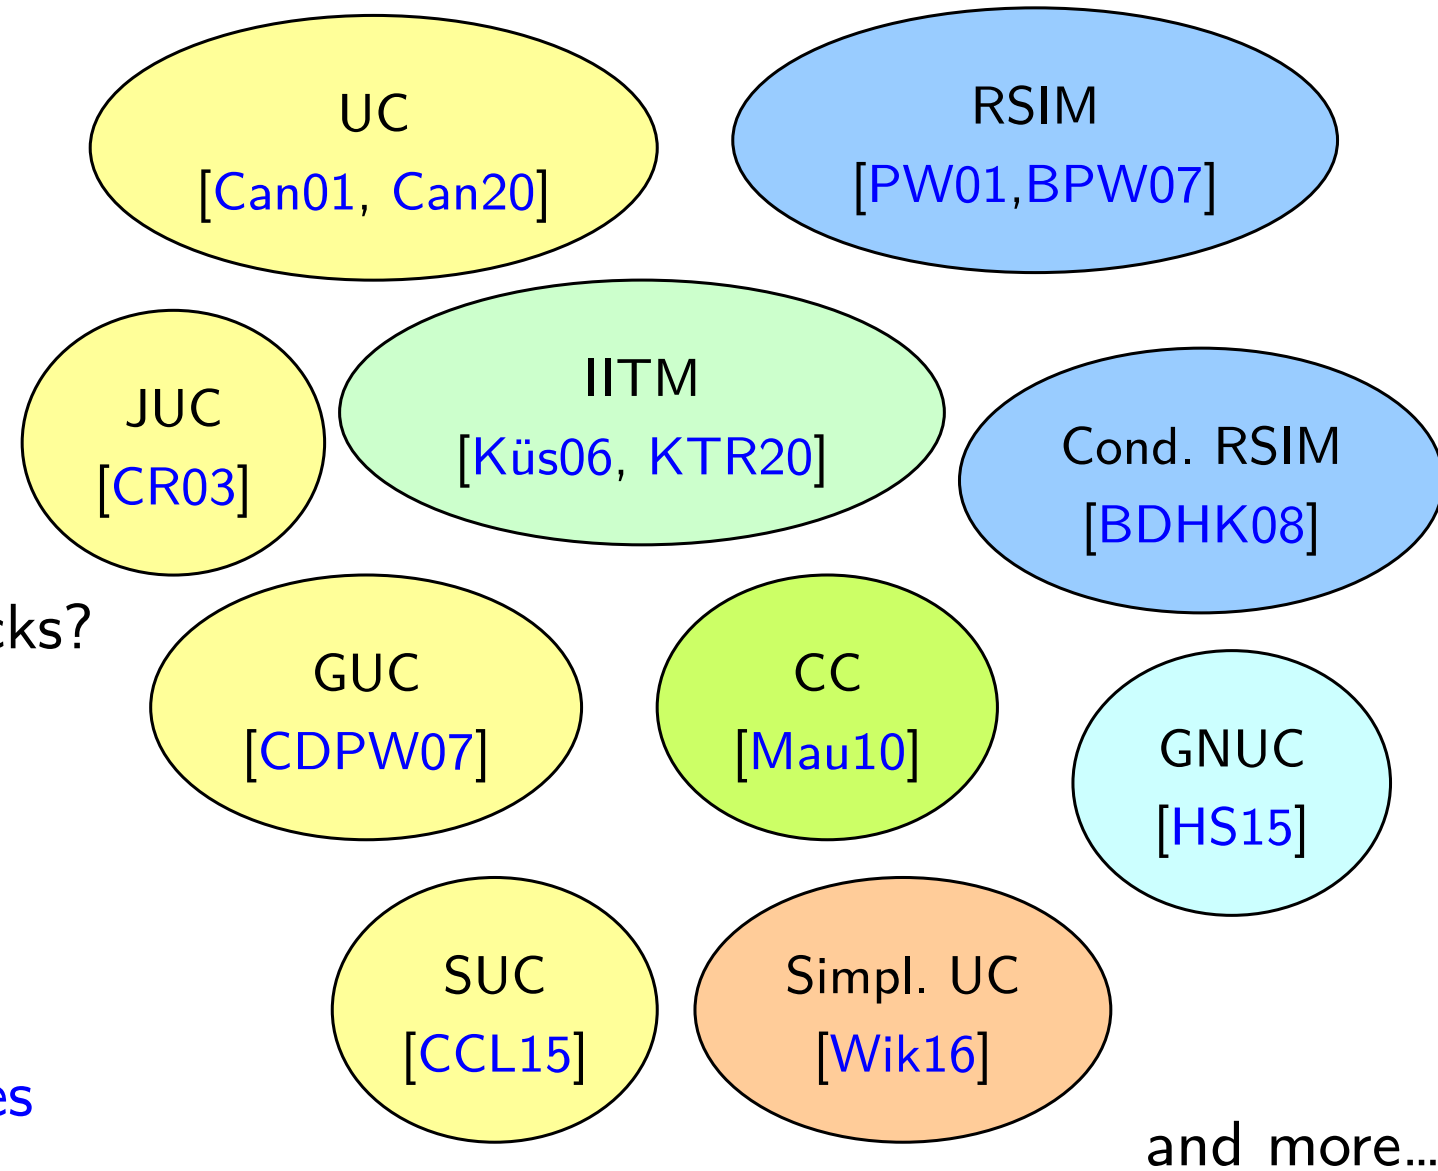 UC
[Can01, Can20]
RSIM
[PW01,BPW07]
JUC
[CR03]
IITM
[Küs06, KTR20]
Cond. RSIM
[BDHK08]
cks?
GUC
[CDPW07]
CC
[Mau10]
GNUC
[HS15]
SUC
[CCL15]
Simpl. UC
[Wik16]
es
and more...